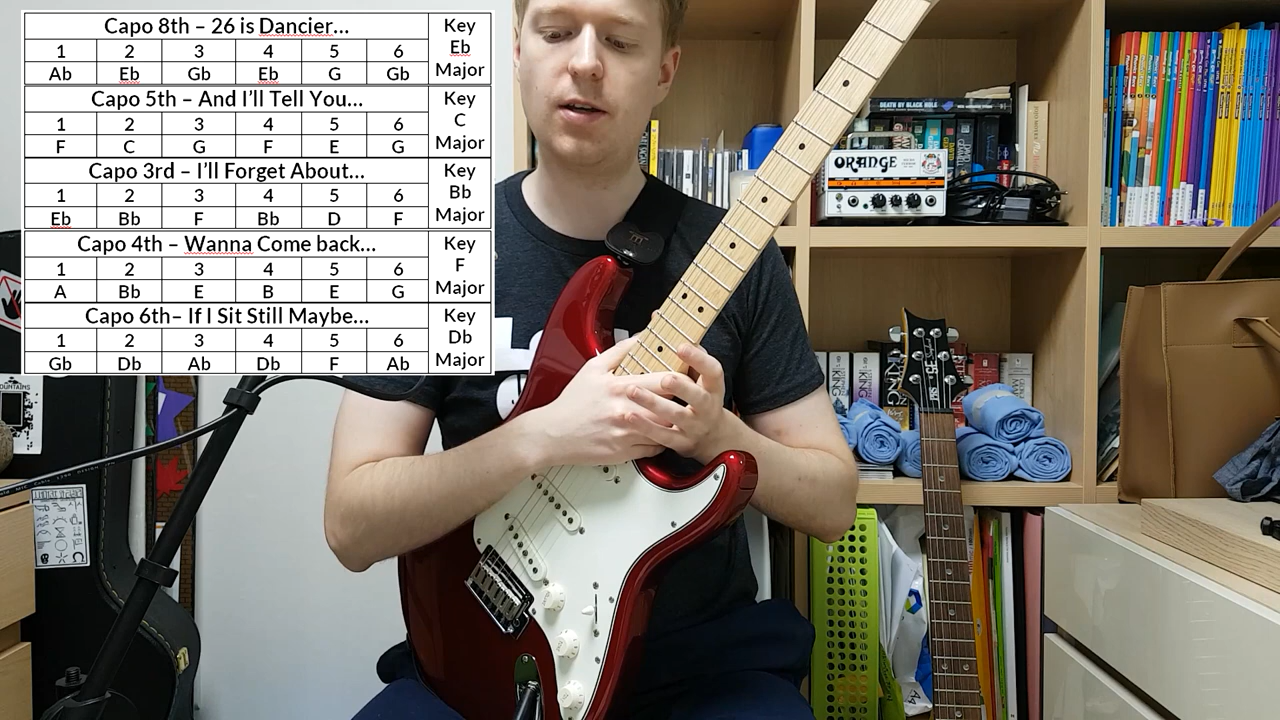 Capo 8th – 26 is Dancier...
Key Eb Major
1 2 3 4 5 6
Ab Eb Gb Eb G Gb
Capo 5th – And I'll Tell You...
Key C Major
1 2 3 4 5 6
F C G F E G
Capo 3rd – I'll Forget About...
Key Bb Major
1 2 3 4 5 6
Eb Bb F Bb D F
Capo 4th – Wanna Come back...
Key F Major
1 2 3 4 5 6
A Bb E B E G
Capo 6th– If I Sit Still Maybe...
Key Db Major
1 2 3 4 5 6
Gb Db Ab Db F Ab
DEATH BY BLACK HOLE
ORANGE
KING
KING